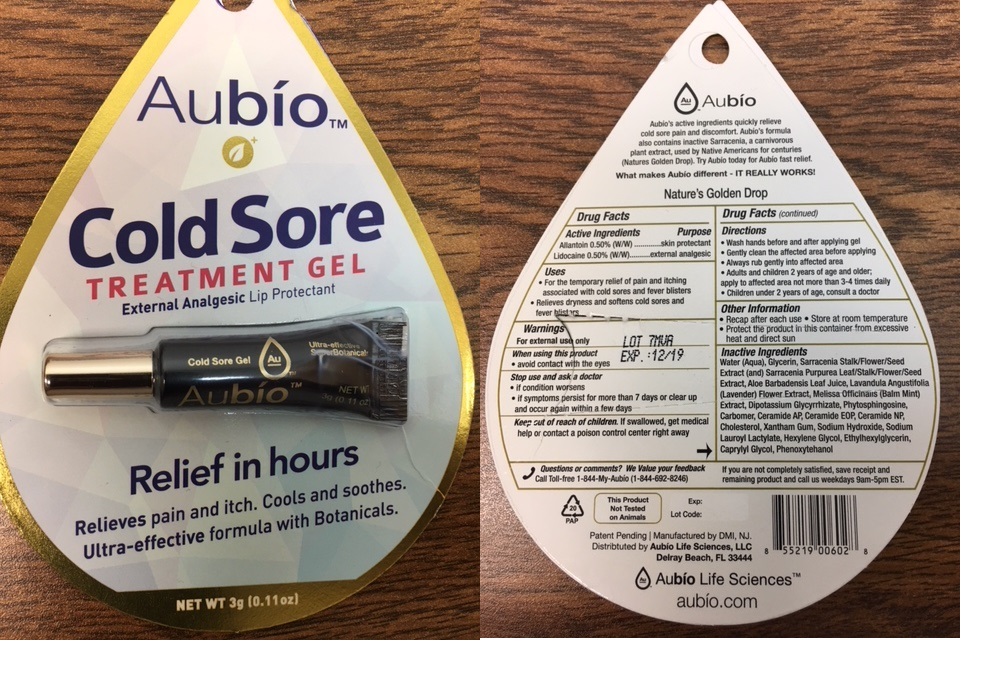 Aubío™
Cold Sore
TREATMENT GEL
External Analgesic Lip Protectant
Cold Sore Gel
Au
Aubío™
Ultra-effective
SuperBotanicals
NET WT
3g (0.11 oz)
Relief in hours
Relieves pain and itch. Cools and soothes.
Ultra-effective formula with Botanicals.
NET WT 3g (0.11oz)
Au Aubío
Aubío's active ingredients quickly relieve
cold sore pain and discomfort. Aubío's formula
also contains inactive Sarracenia, a carnivorous
plant extract, used by Native Americans for centuries
(Natures Golden Drop). Try Aubío today for Aubío fast relief.
What makes Aubío different - IT REALLY WORKS!
Nature's Golden Drop
Drug Facts
Active Ingredients Purpose
Allantoin 0.50% (W/W) .............skin protectant
Lidocaine 0.50% (W/W)..........external analgesic
Uses
• For the temporary relief of pain and itching
associated with cold sores and fever blisters
• Relieves dryness and softens cold sores and
fever blisters
Warnings
For external use only
LOT 7MUA
EXP.:12/19
When using this product
• avoid contact with the eyes
Stop use and ask a doctor
• if condition worsens
• if symptoms persist for more than 7 days or clear up
and occur again within a few days
Keep out of reach of children. If swallowed, get medical
help or contact a poison control center right away
Drug Facts (continued)
Directions
• Wash hands before and after applying gel
• Gently clean the affected area before applying
• Always rub gently into affected area
• Adults and children 2 years of age and older;
apply to affected area not more than 3-4 times daily
• Children under 2 years of age, consult a doctor
Other Information
• Recap after each use • Store at room temperature
• Protect the product in this container from excessive
heat and direct sun
Inactive Ingredients
Water (Aqua), Glycerin, Sarracenia Stalk/Flower/Seed
Extract (and) Sarracenia Purpurea Leaf/Stalk/Flower/Seed
Extract, Aloe Barbadensis Leaf Juice, Lavandula Angustifolia
(Lavender) Flower Extract, Melissa Officinalis (Balm Mint)
Extract, Dipotassium Glycyrrhizate, Phytosphingosine,
Carbomer, Ceramide AP, Ceramide EOP, Ceramide NP,
Cholesterol, Xantham Gum, Sodium Hydroxide, Sodium
Lauroyl Lactylate, Hexylene Glycol, Ethylhexylglycerin,
Caprylyl Glycol, Phenoxytehanol
Questions or comments? We Value your feedback
Call Toll-free 1-844-My-Aubio (1-844-692-8246)
If you are not completely satisfied, save receipt and
remaining product and call us weekdays 9am-5pm EST.
20
PAP
This Product
Not Tested
on Animals
Exp:
Lot Code:
8 55219 00602 8
Patent Pending | Manufactured by DMI, NJ.
Distributed by Aubío Life Sciences, LLC
Delray Beach, FL 33444
Au Aubío Life Sciences™
aubío.com